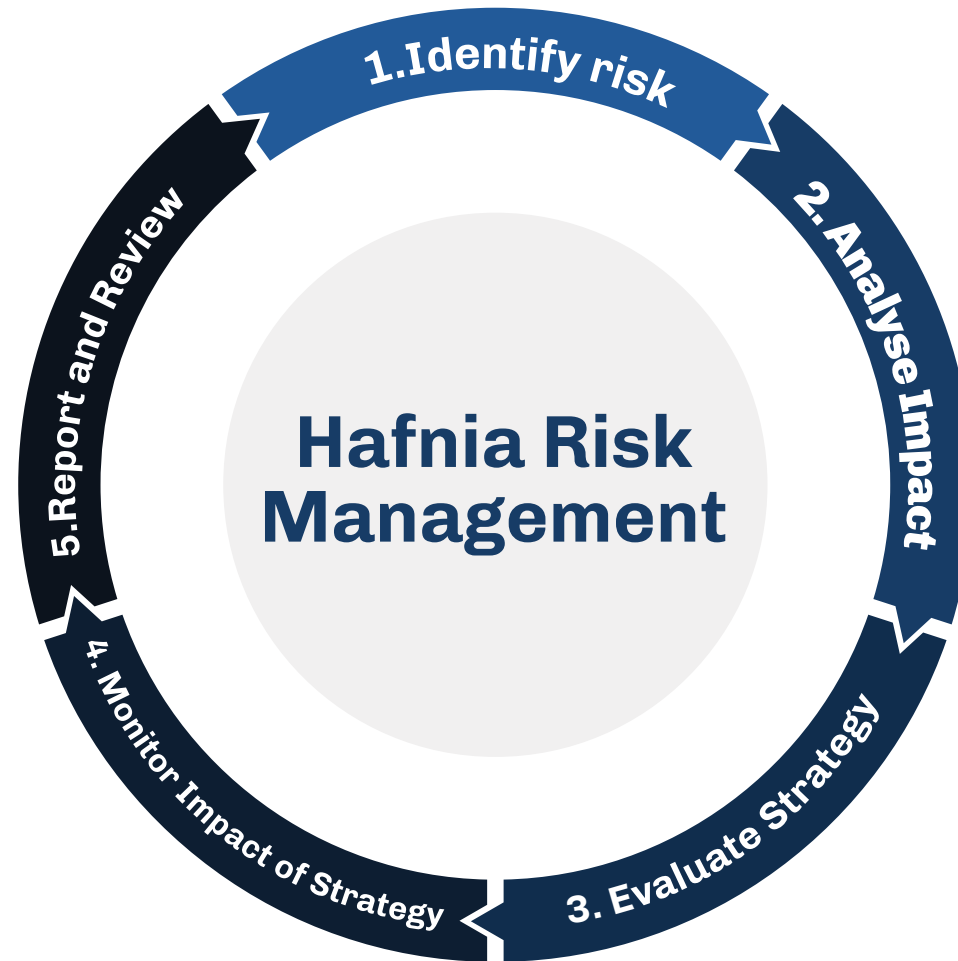 Hafnia Risk
Management
1.Identify risk
2. Analyse Impact
3. Evaluate Strategy
4. Monitor Impact of Strategy
5.Report and Review